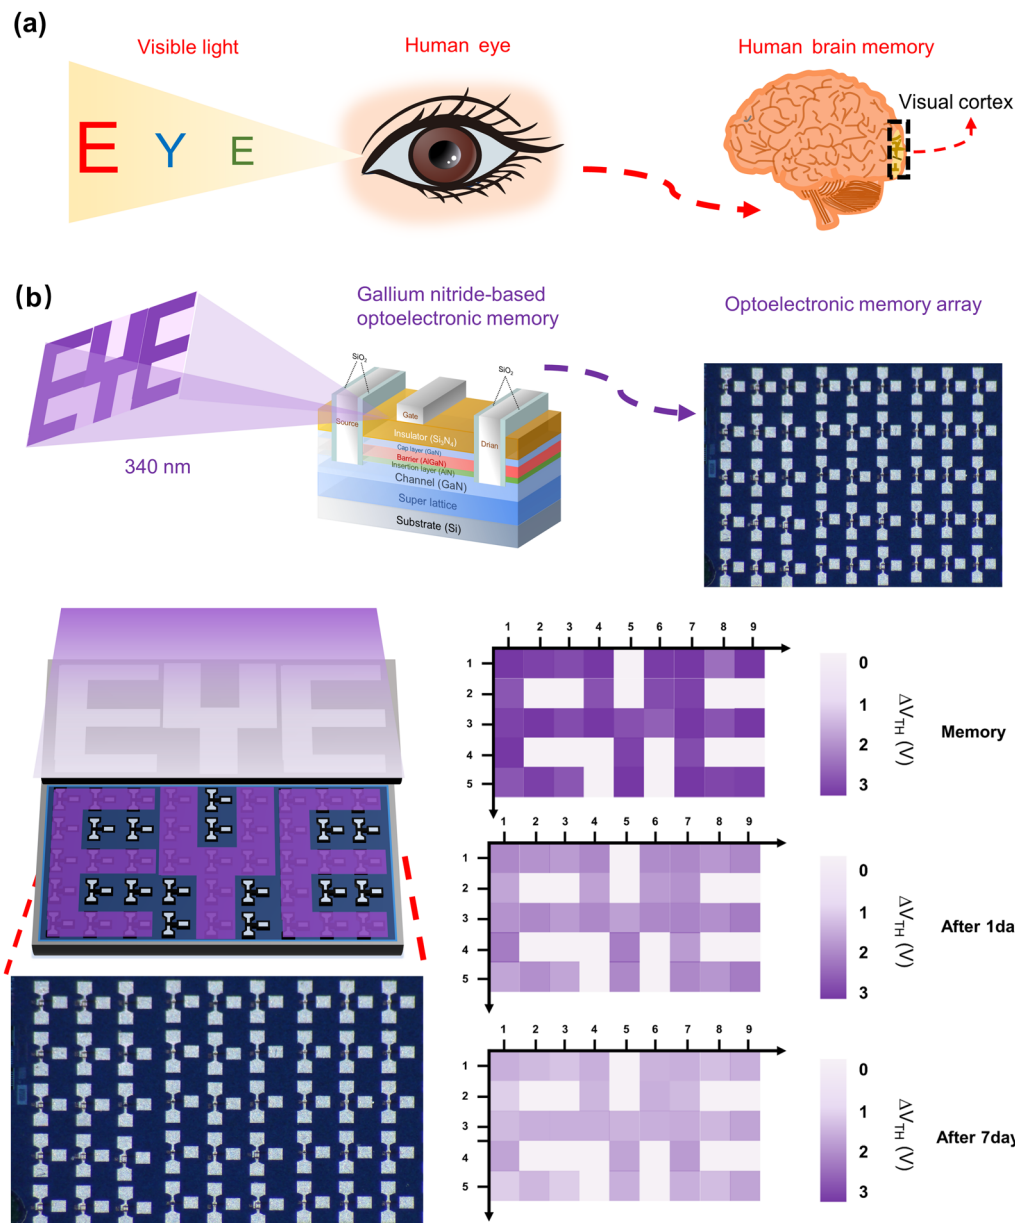 (a)
Visible light
Human eye
Human brain memory
Visual cortex
E Y E
(b)
Gallium nitride-based
optoelectronic memory
Optoelectronic memory array
EYE
340 nm
SiO₂
SiO₂
Source
Gate
Drian
Insulator (Si₃N₄)
Cap layer (GaN)
Barrier (AlGaN)
Insertion layer (AlN)
Channel (GaN)
Super lattice
Substrate (Si)
EYE
1 2 3 4 5 6 7 8 9
1
2
3
4
5
0
1
2
3
ΔV_TH (V)
Memory
1 2 3 4 5 6 7 8 9
1
2
3
4
5
0
1
2
3
ΔV_TH (V)
After 1da
1 2 3 4 5 6 7 8 9
1
2
3
4
5
0
1
2
3
ΔV_TH (V)
After 7day